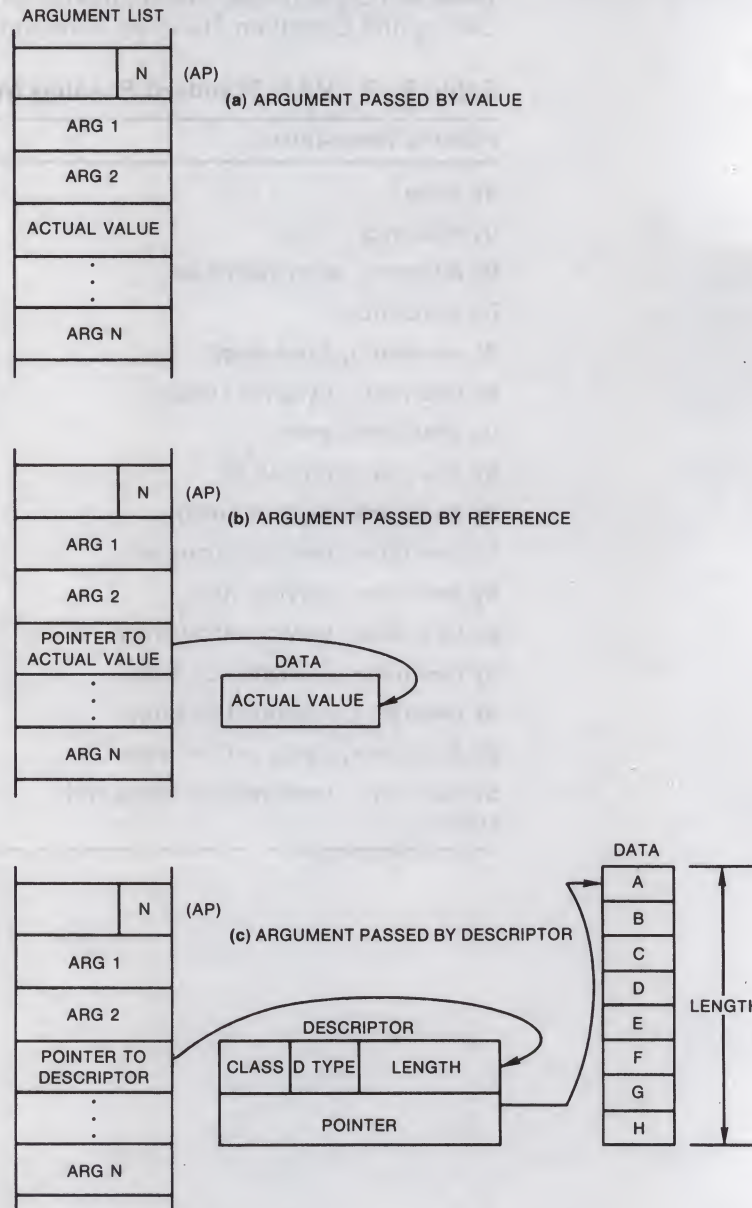 ARGUMENT LIST
N (AP)
(a) ARGUMENT PASSED BY VALUE
ARG 1
ARG 2
ACTUAL VALUE
.
.
.
ARG N
N (AP)
(b) ARGUMENT PASSED BY REFERENCE
ARG 1
ARG 2
POINTER TO
ACTUAL VALUE
.
.
.
ARG N
DATA
ACTUAL VALUE
N (AP)
(c) ARGUMENT PASSED BY DESCRIPTOR
ARG 1
ARG 2
POINTER TO
DESCRIPTOR
.
.
.
ARG N
DESCRIPTOR
CLASS D TYPE LENGTH
POINTER
DATA
A
B
C
D
E
F
G
H
LENGTH